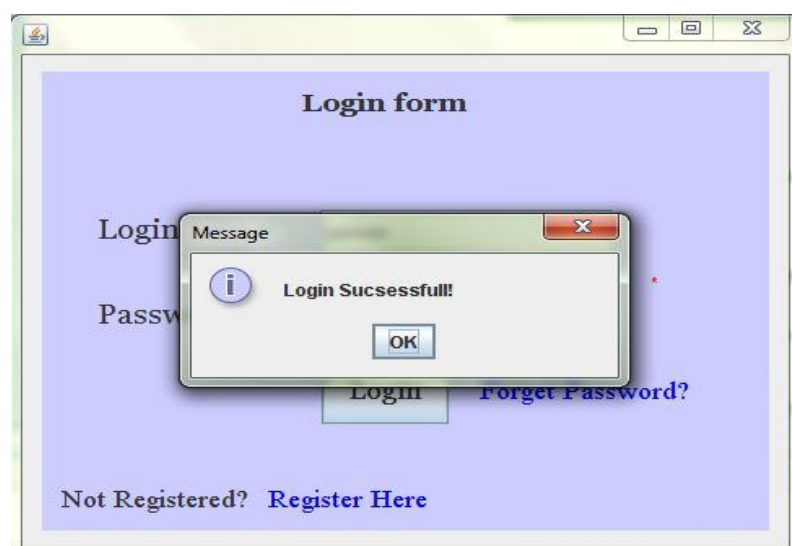 Login form
Login
Message
Login Sucsessfull!
Passw
OK
Login
Forget Password?
*
Not Registered? Register Here